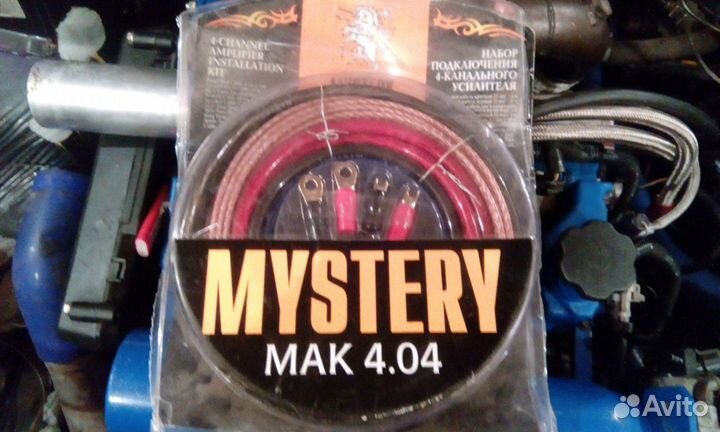 4-CHANNEL
AMPLIFIER
INSTALLATION
KIT
НАБОР
ПОДКЛЮЧЕНИЯ
4-КАНАЛЬНОГО
УСИЛИТЕЛЯ
MYSTERY
MAK 4.04
Avito